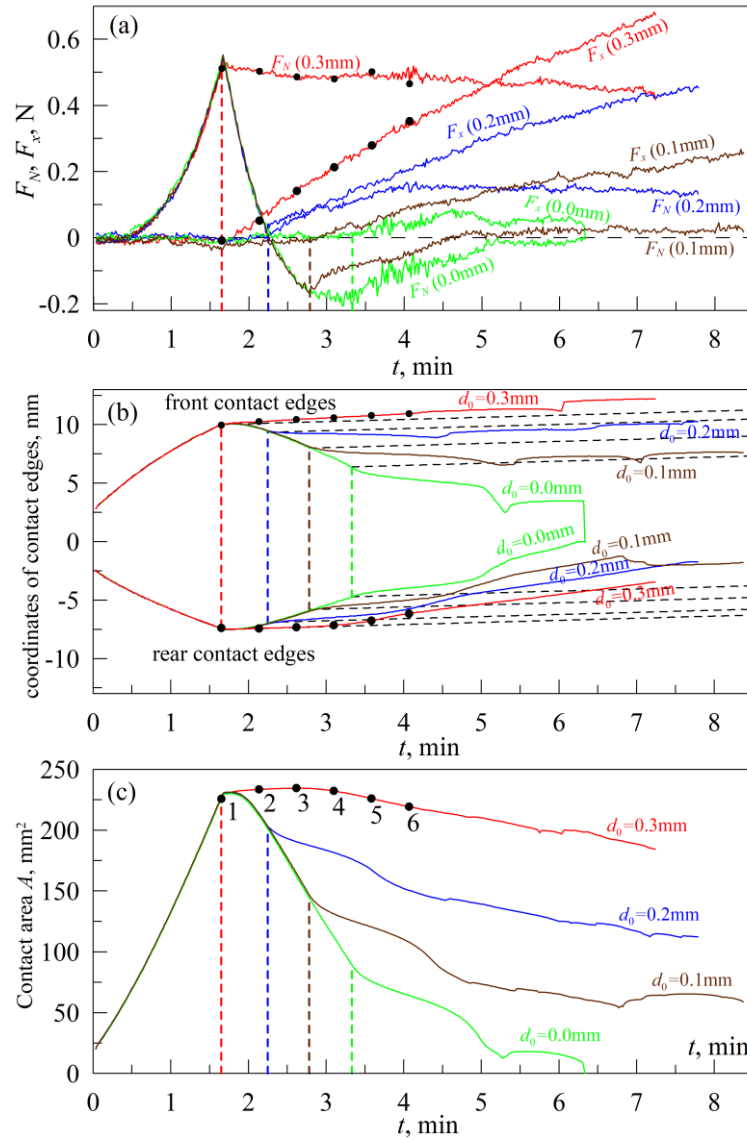 (a)
0.6
0.4
0.2
0
-0.2
F_N, F_x, N
F_N (0.3mm)
F_x (0.3mm)
F_x (0.2mm)
F_x (0.1mm)
F_x (0.0mm)
F_N (0.2mm)
F_N (0.1mm)
F_N (0.0mm)
0 1 2 3 4 5 6 7 8
t, min
(b)
10
5
0
-5
-10
coordinates of contact edges, mm
front contact edges
d_0=0.3mm
d_0=0.2mm
d_0=0.1mm
d_0=0.0mm
d_0=0.0mm
d_0=0.1mm
d_0=0.2mm
d_0=0.3mm
rear contact edges
0 1 2 3 4 5 6 7 8
t, min
(c)
250
200
150
100
50
0
Contact area A, mm²
1 2 3 4 5 6
d_0=0.3mm
d_0=0.2mm
d_0=0.1mm
d_0=0.0mm
t, min
0 1 2 3 4 5 6 7 8
t, min